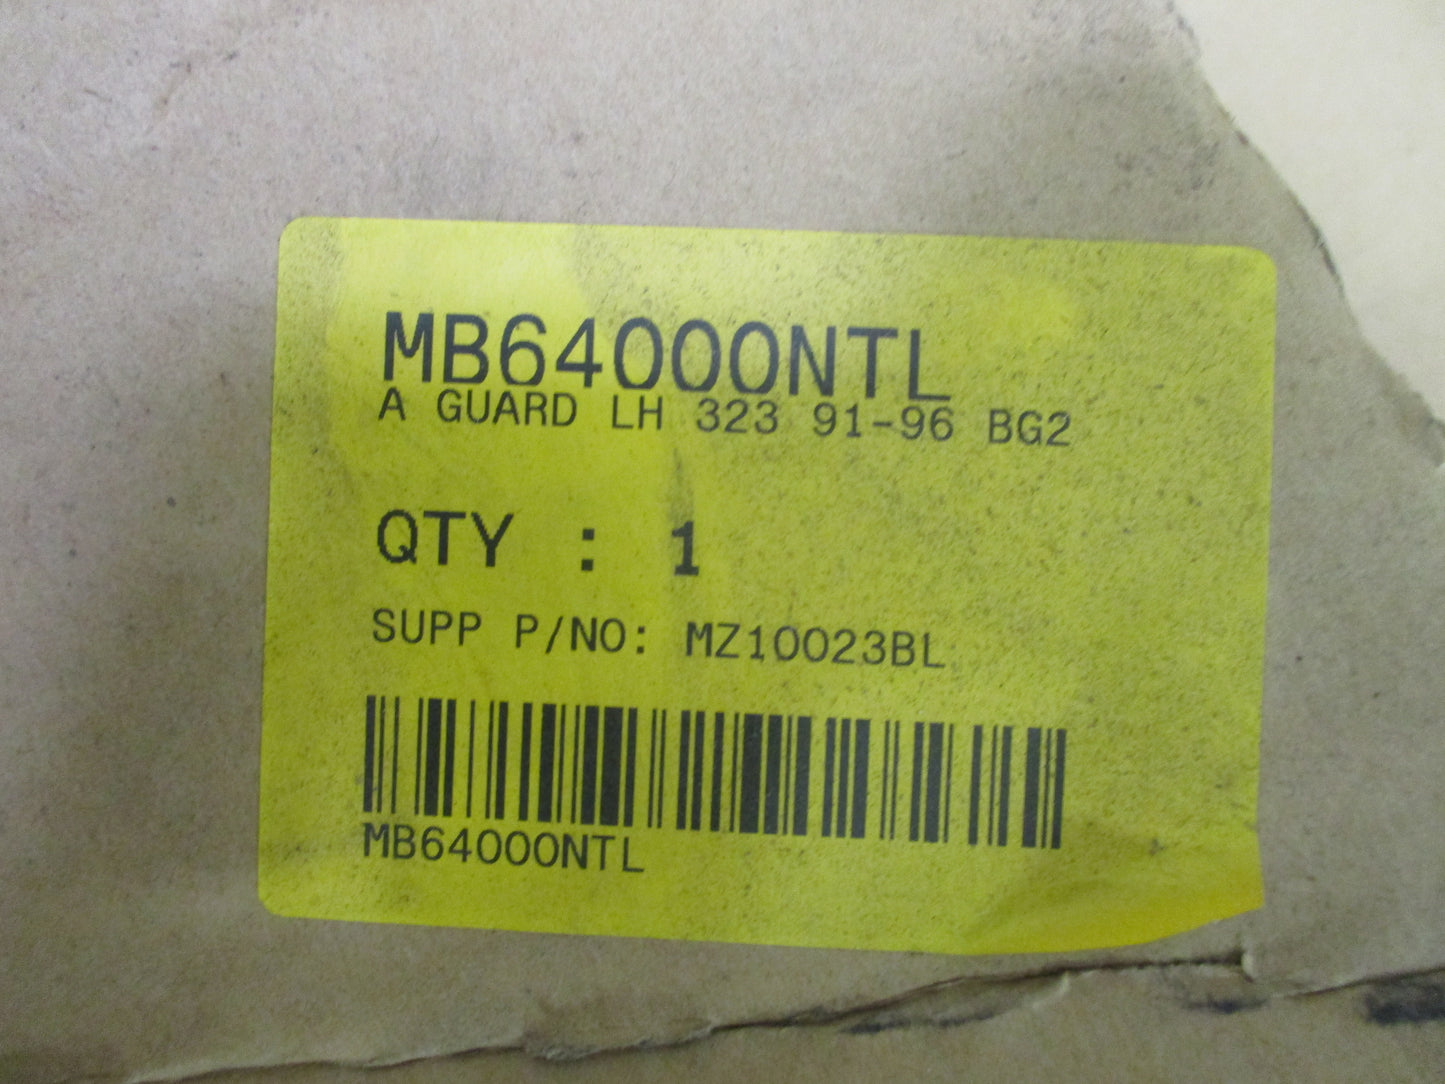 MB64000NTL
A GUARD LH 323 91-96 BG2
QTY : 1
SUPP P/NO: MZ10023BL
MB64000NTL